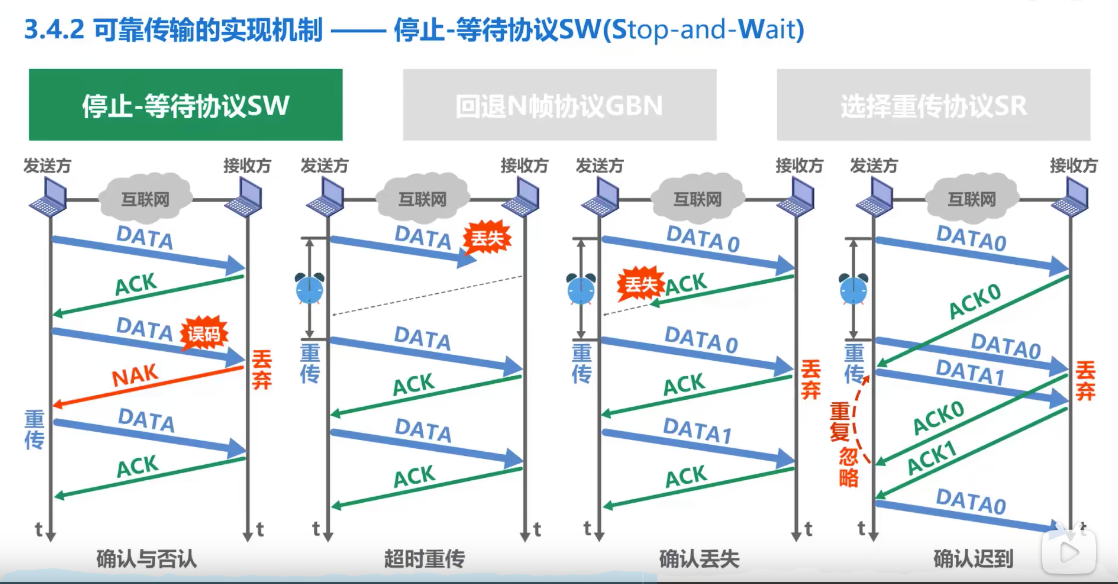 3.4.2 可靠传输的实现机制 —— 停止-等待协议SW(Stop-and-Wait)
停止-等待协议SW
回退N帧协议GBN
选择重传协议SR
发送方
接收方
互联网
DATA
ACK
DATA
误码
丢弃
NAK
重传
DATA
ACK
t
t
确认与否认
发送方
接收方
互联网
DATA
丢失
重传
DATA
ACK
DATA
ACK
t
t
超时重传
发送方
接收方
互联网
DATA 0
丢失
ACK
重传
DATA 0
丢弃
ACK
DATA1
ACK
t
t
确认丢失
发送方
接收方
互联网
DATA0
ACK0
重传
DATA0
丢弃
DATA1
重复
忽略
ACK0
ACK1
DATA0
t
t
确认迟到